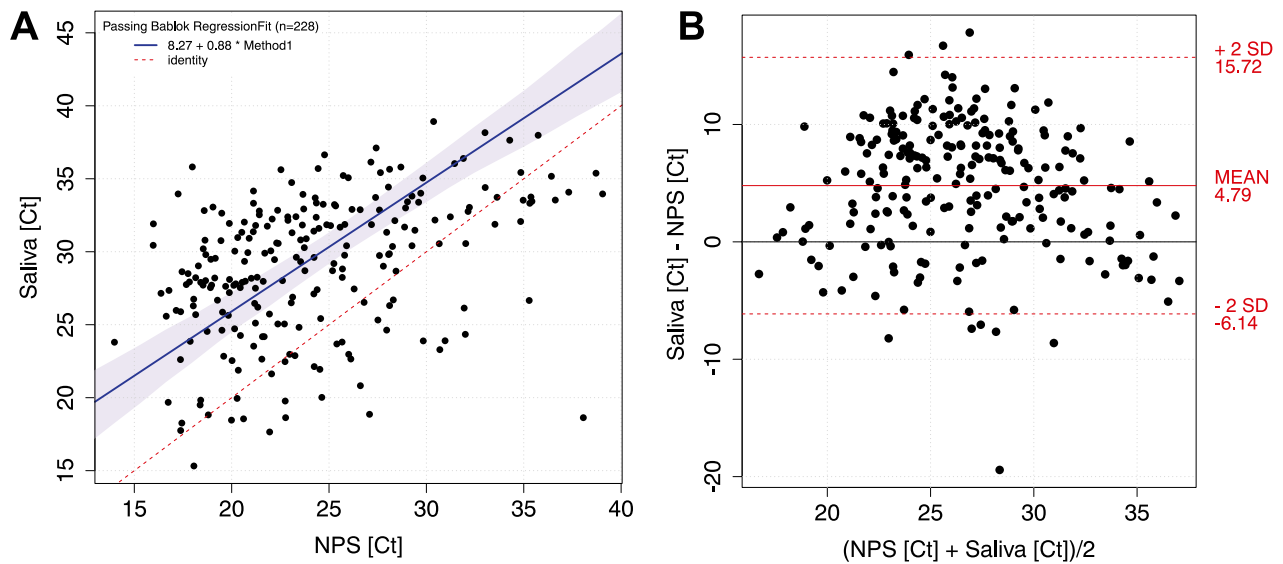 A
Passing Bablok RegressionFit (n=228)
8.27 + 0.88 * Method1
identity
Saliva [Ct]
45
40
35
30
25
20
15
15 20 25 30 35 40
NPS [Ct]
B
Saliva [Ct] - NPS [Ct]
10
0
-10
-20
20 25 30 35
(NPS [Ct] + Saliva [Ct])/2
+ 2 SD
15.72
MEAN
4.79
- 2 SD
-6.14